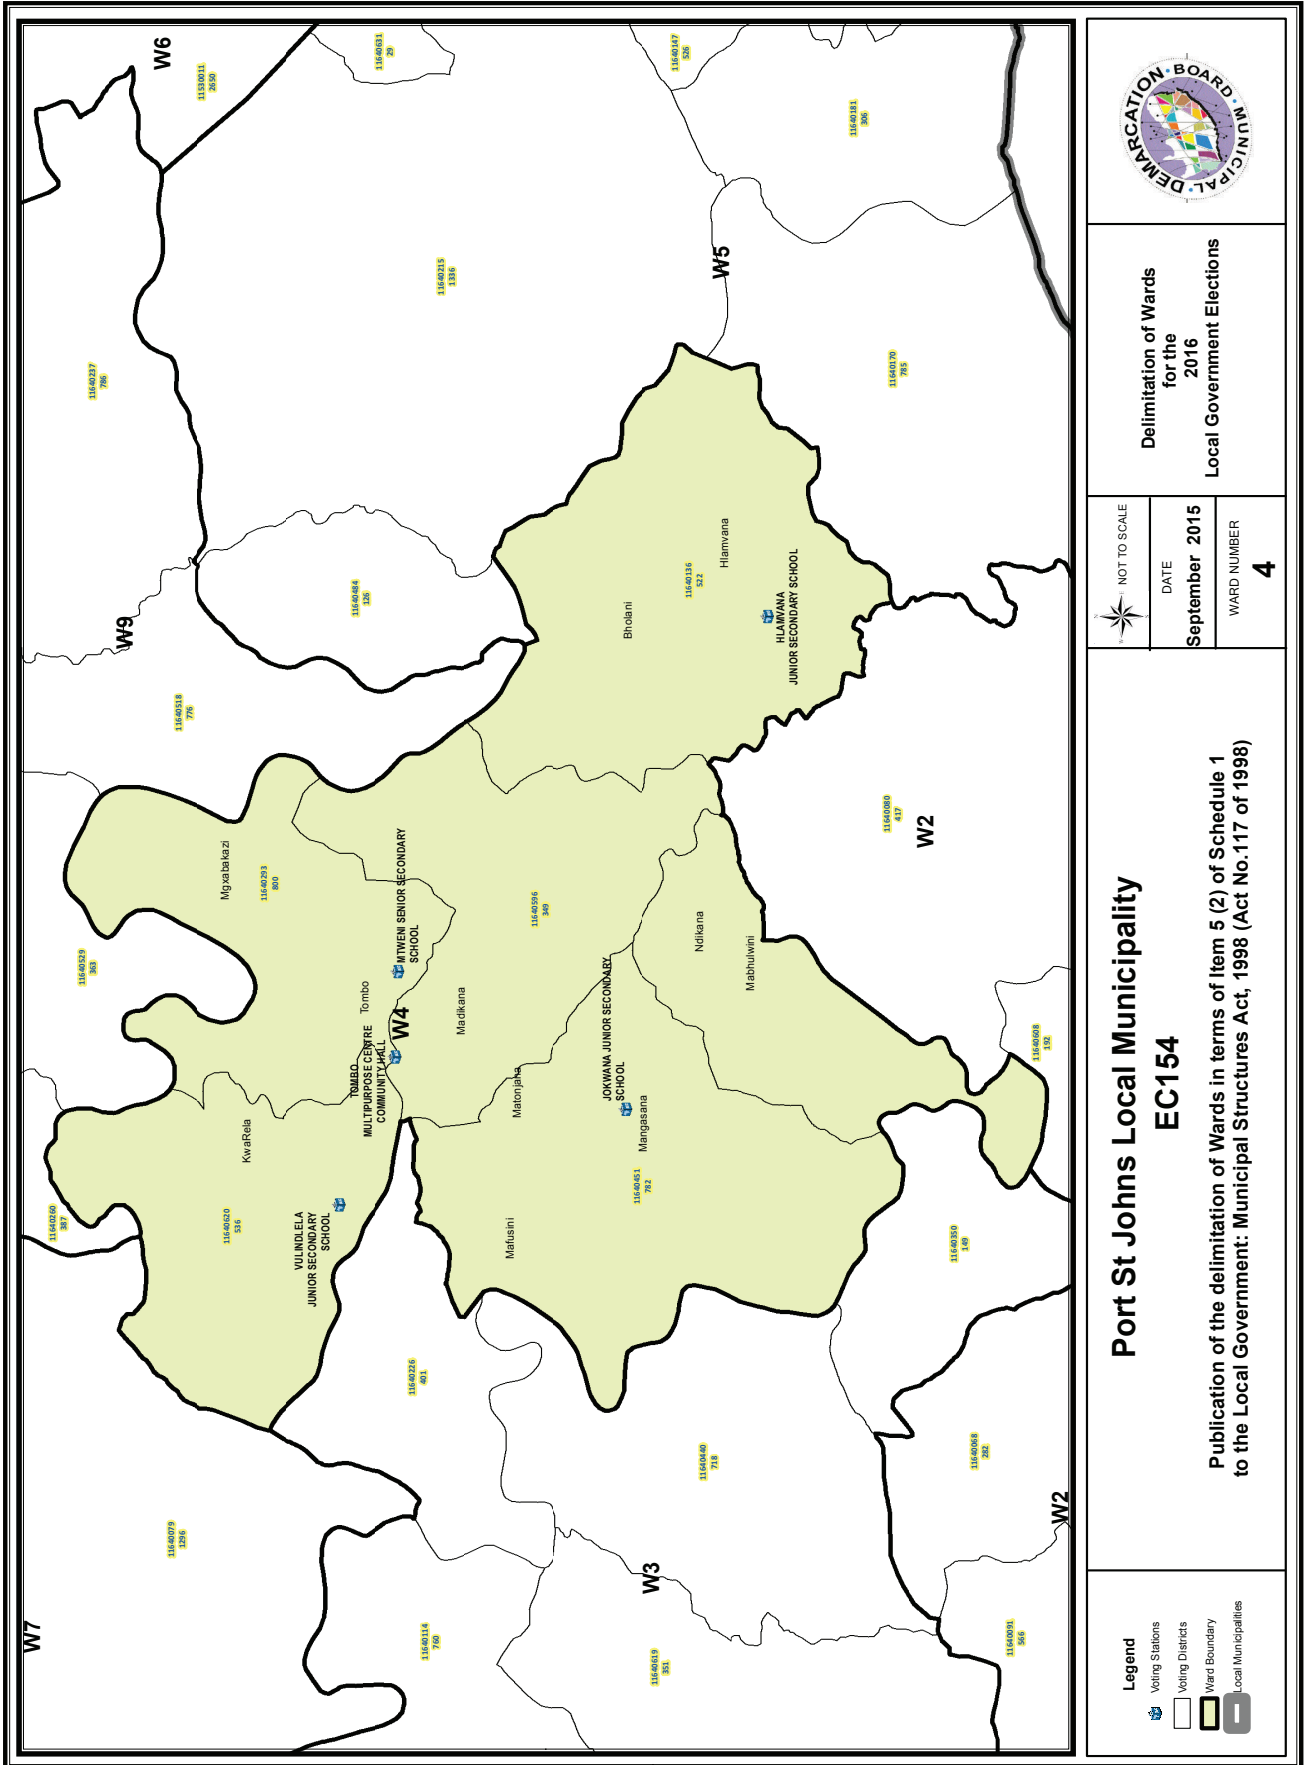 W7
11640079
1296
11640114
760
11640619
351
W3
11640091
566
W2
11640068
282
11640440
718
11640226
401
11640260
387
11640620
536
KwaRela
VULINDLELA
JUNIOR SECONDARY
SCHOOL
Mafusini
11640451
782
Mangasana
JOKWANA JUNIOR SECONDARY
SCHOOL
Matonjana
11640350
149
11640608
192
TOMBO
MULTIPURPOSE CENTRE
COMMUNITY HALL
W4
Tombo
MTWENI SENIOR SECONDARY
SCHOOL
Madikana
11640529
363
Mgxabakazi
11640293
800
11640596
349
Ndikana
Mabhulwini
11640080
417
W2
11640518
776
W9
11640484
126
Bholani
11640136
522
Hlamvana
HLAMVANA
JUNIOR SECONDARY SCHOOL
11640237
786
11640215
1336
W5
11640170
785
W6
11530011
2650
11640631
29
11640147
526
11640181
306
Legend
Voting Stations
Voting Districts
Ward Boundary
Local Municipalities
Port St Johns Local Municipality
EC154
Publication of the delimitation of Wards in terms of Item 5 (2) of Schedule 1
to the Local Government: Municipal Structures Act, 1998 (Act No.117 of 1998)
N
W
E
S
NOT TO SCALE
DATE
September 2015
WARD NUMBER
4
Delimitation of Wards
for the
2016
Local Government Elections
MUNICIPAL • DEMARCATION • BOARD •